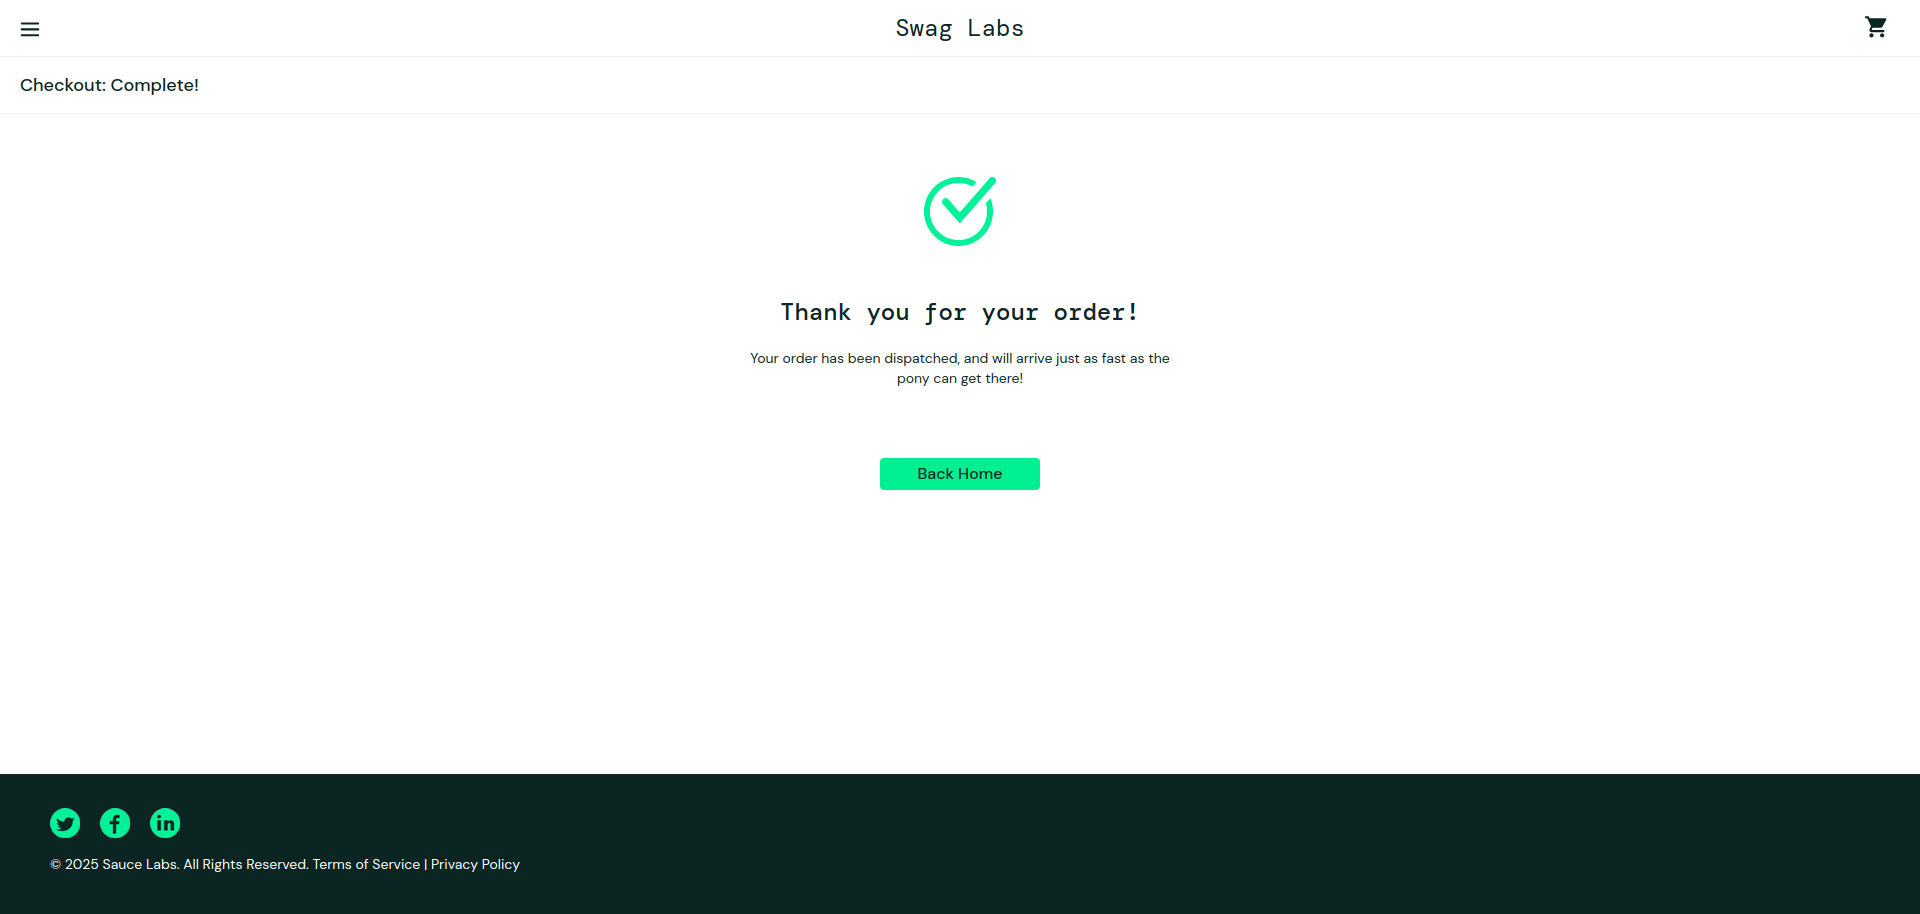 Swag Labs
Checkout: Complete!
Thank you for your order!
Your order has been dispatched, and will arrive just as fast as the
pony can get there!
Back Home
© 2025 Sauce Labs. All Rights Reserved. Terms of Service | Privacy Policy